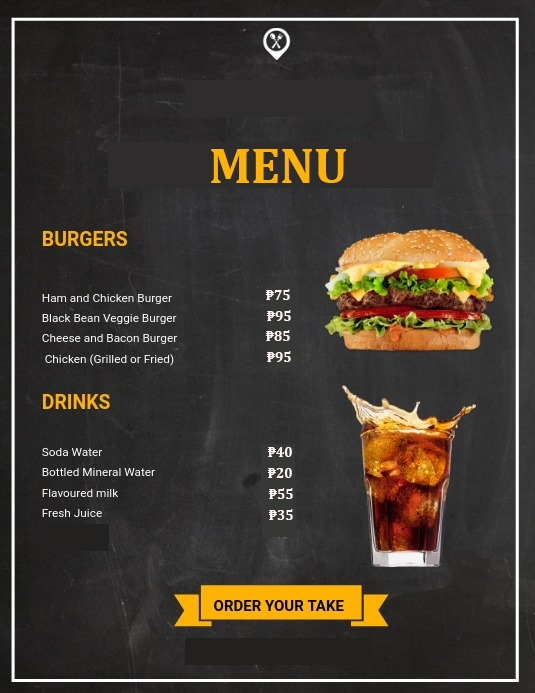 MENU
BURGERS
Ham and Chicken Burger ₱75
Black Bean Veggie Burger ₱95
Cheese and Bacon Burger ₱85
Chicken (Grilled or Fried) ₱95
DRINKS
Soda Water ₱40
Bottled Mineral Water ₱20
Flavoured milk ₱55
Fresh Juice ₱35
ORDER YOUR TAKE